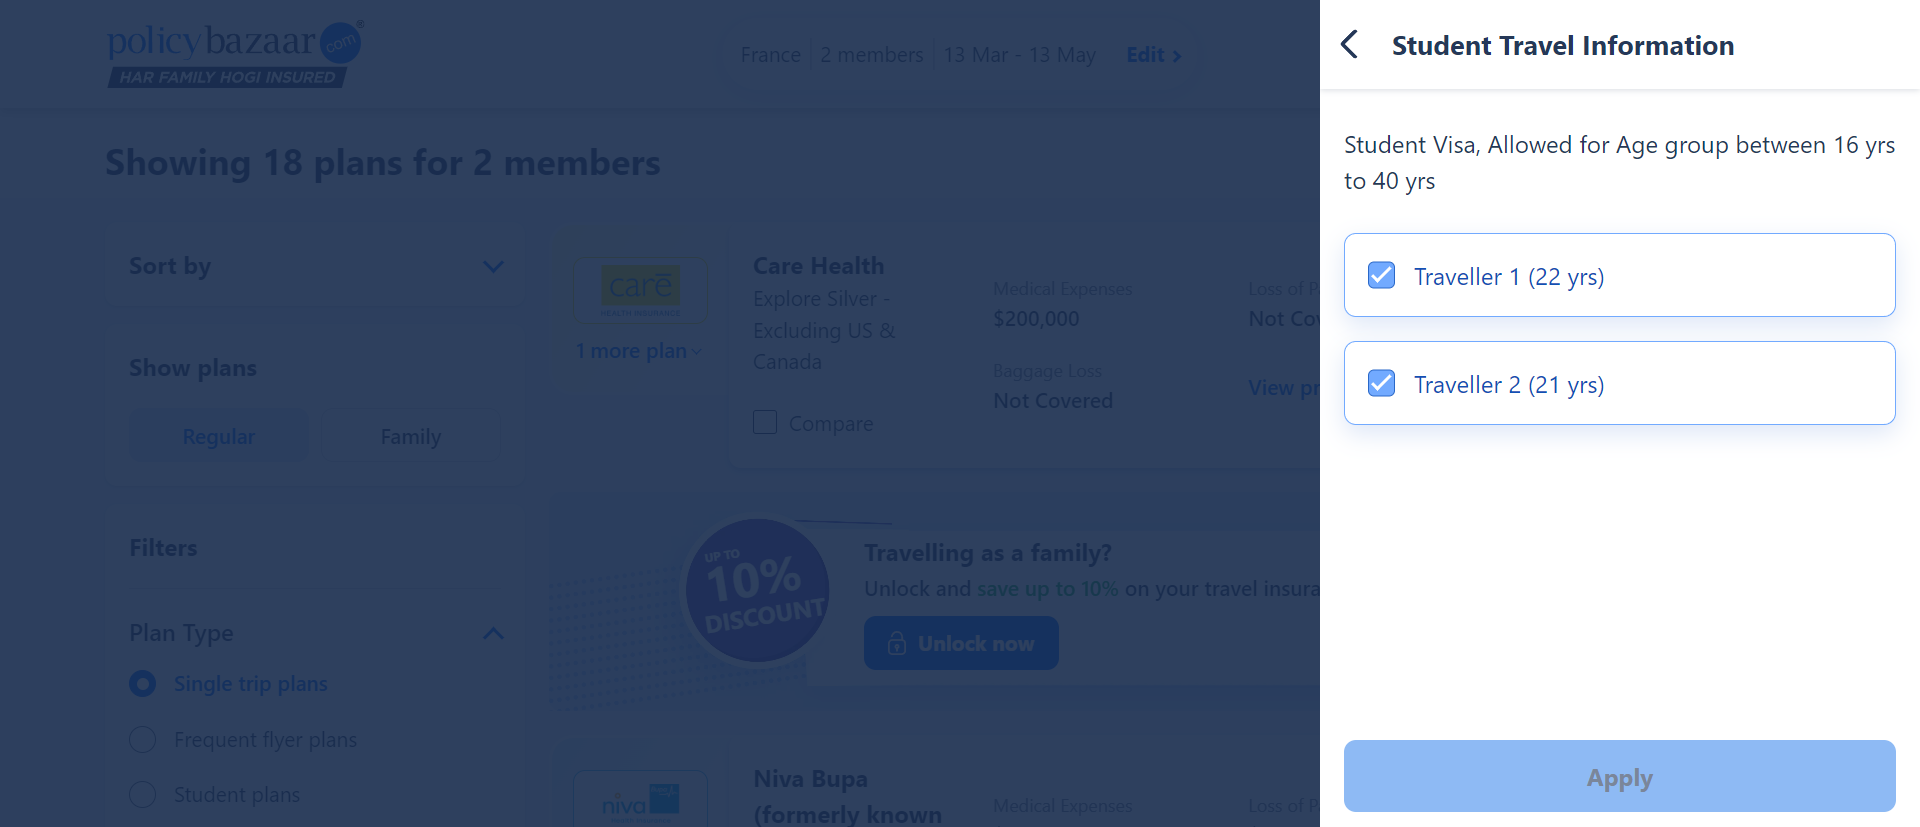 policybazaar com
HAR FAMILY HOGI INSURED
France 2 members 13 Mar - 13 May Edit
Showing 18 plans for 2 members
Sort by
Show plans
Regular Family
Filters
Plan Type
Single trip plans
Frequent flyer plans
Student plans
care
HEALTH INSURANCE
1 more plan
Care Health
Explore Silver -
Excluding US &
Canada
Compare
Medical Expenses
$200,000
Baggage Loss
Not Covered
Loss of P
Not Co
View pr
UP TO
10%
DISCOUNT
Travelling as a family?
Unlock and save up to 10% on your travel insura
Unlock now
niva
Niva Bupa
(formerly known
Medical Expenses
Loss of P
Student Travel Information
Student Visa, Allowed for Age group between 16 yrs
to 40 yrs
Traveller 1 (22 yrs)
Traveller 2 (21 yrs)
Apply